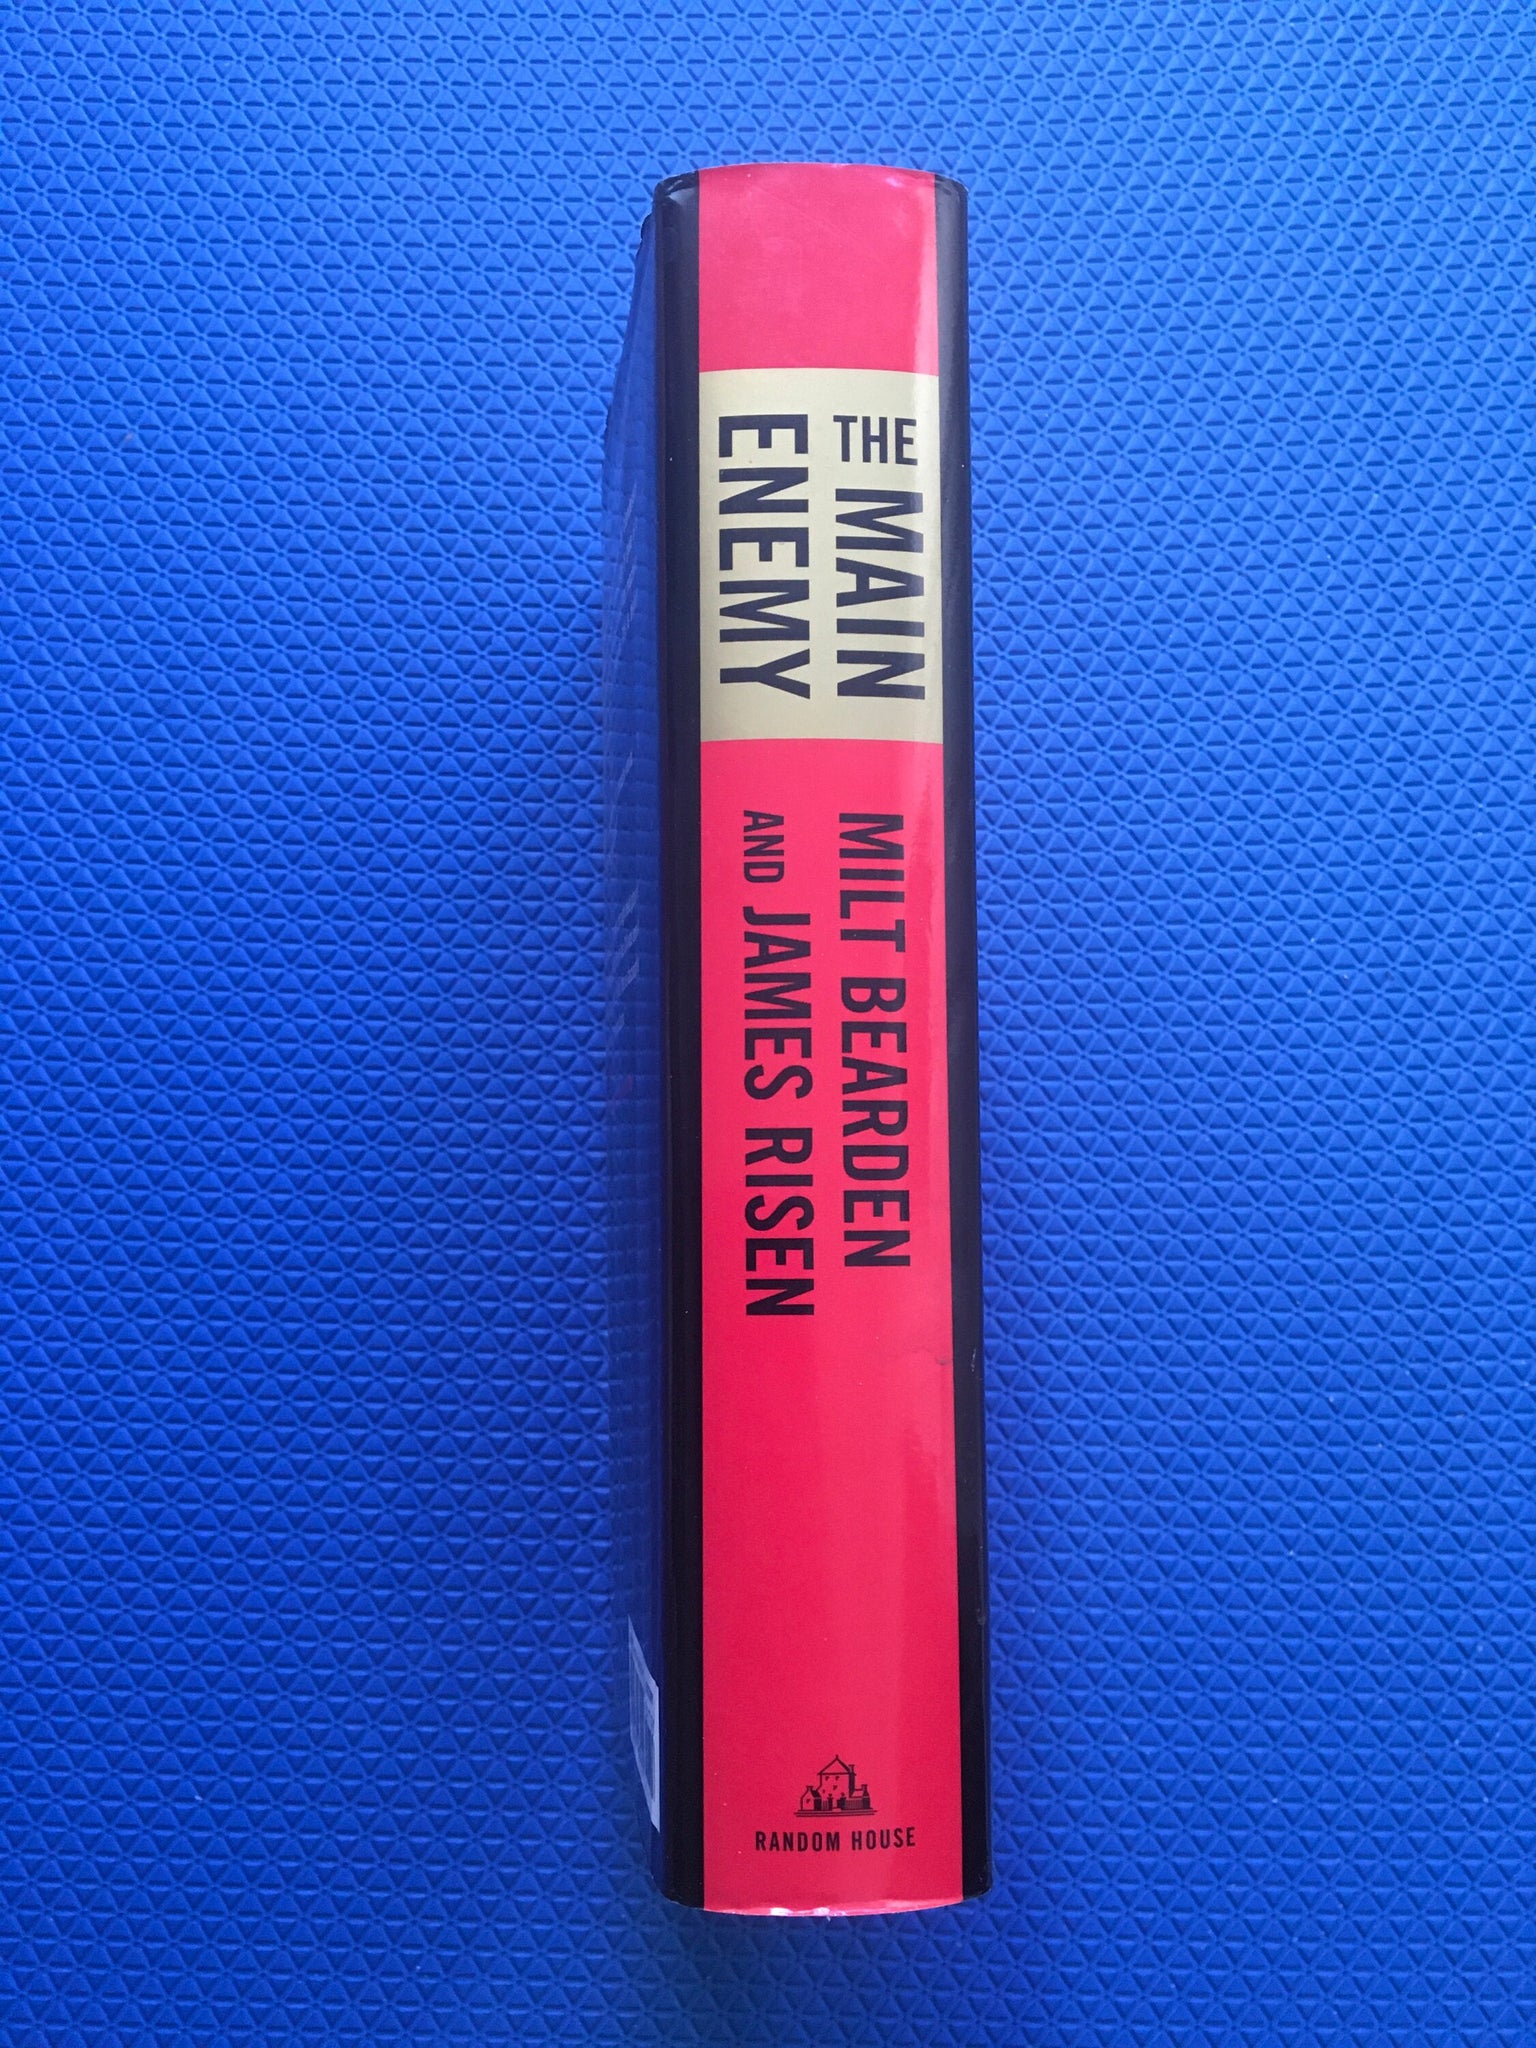 THE MAIN
ENEMY
MILT BEARDEN
AND JAMES RISEN
RANDOM HOUSE